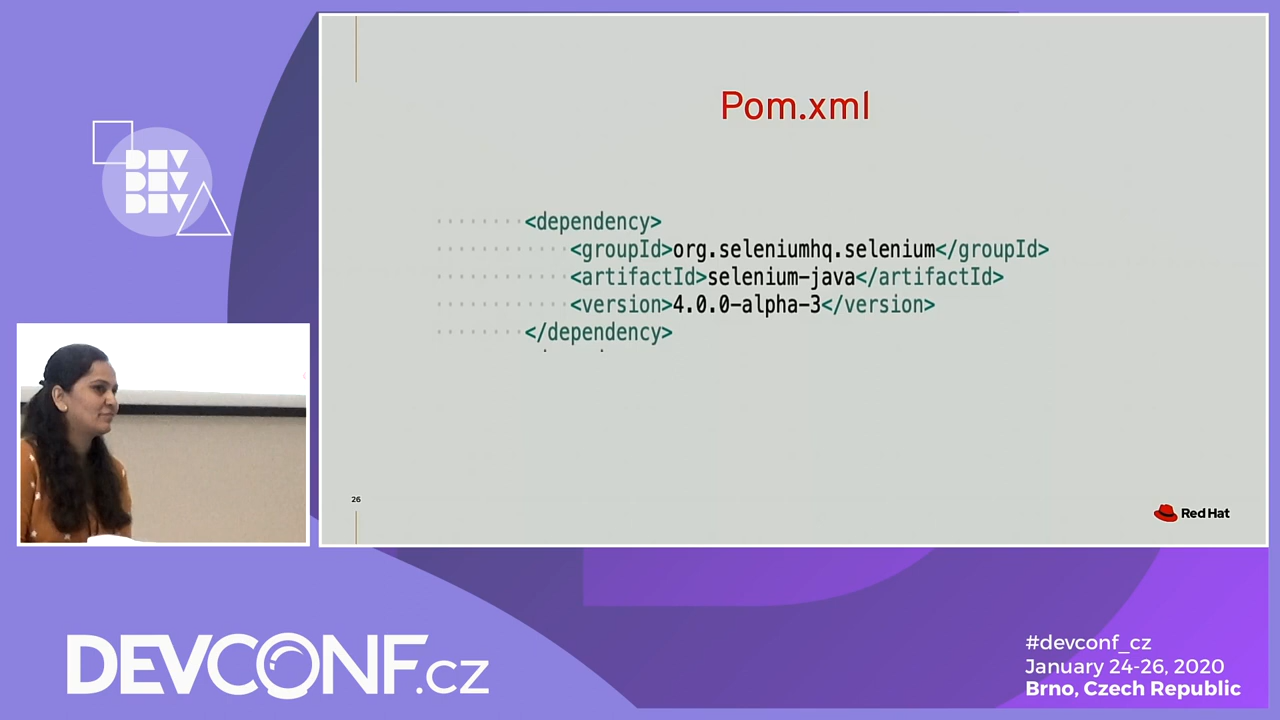 DEV
DEV
DEV
Pom.xml
<dependency>
<groupId>org.seleniumhq.selenium</groupId>
<artifactId>selenium-java</artifactId>
<version>4.0.0-alpha-3</version>
</dependency>
26
Red Hat
DEVCONF.cz
#devconf_cz
January 24-26, 2020
Brno, Czech Republic